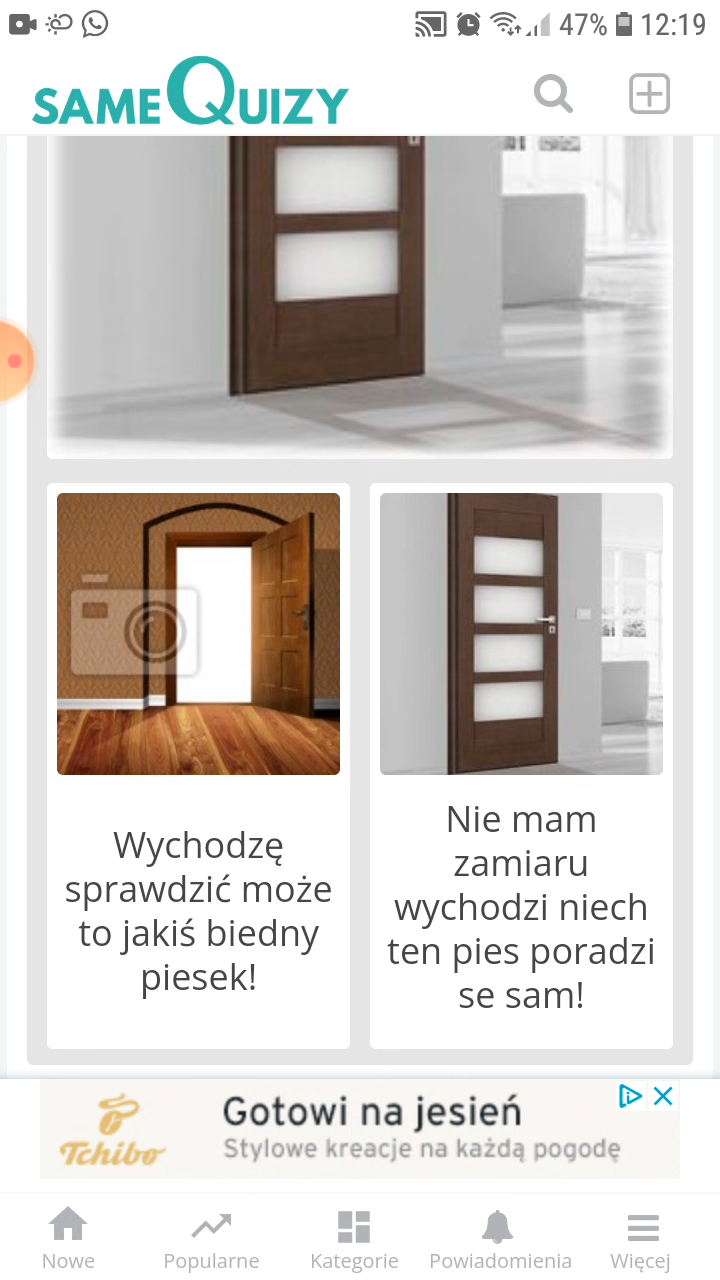 47% 12:19
SAMEQUIZY
Wychodzę
sprawdzić może
to jakiś biedny
piesek!
Nie mam
zamiaru
wychodzi niech
ten pies poradzi
se sam!
Tchibo
Gotowi na jesień
Stylowe kreacje na każdą pogodę
Nowe Popularne Kategorie Powiadomienia Więcej